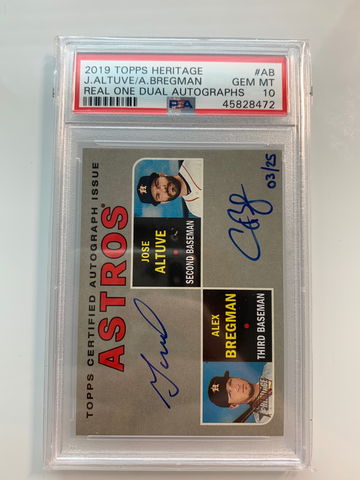 2019 TOPPS HERITAGE #AB
J.ALTUVE/A.BREGMAN GEM MT
REAL ONE DUAL AUTOGRAPHS 10
PSA 45828472
TOPPS CERTIFIED AUTOGRAPH ISSUE
ASTROS
JOSE
ALTUVE
SECOND BASEMAN
ALEX
BREGMAN
THIRD BASEMAN
03/25
HERITAGE